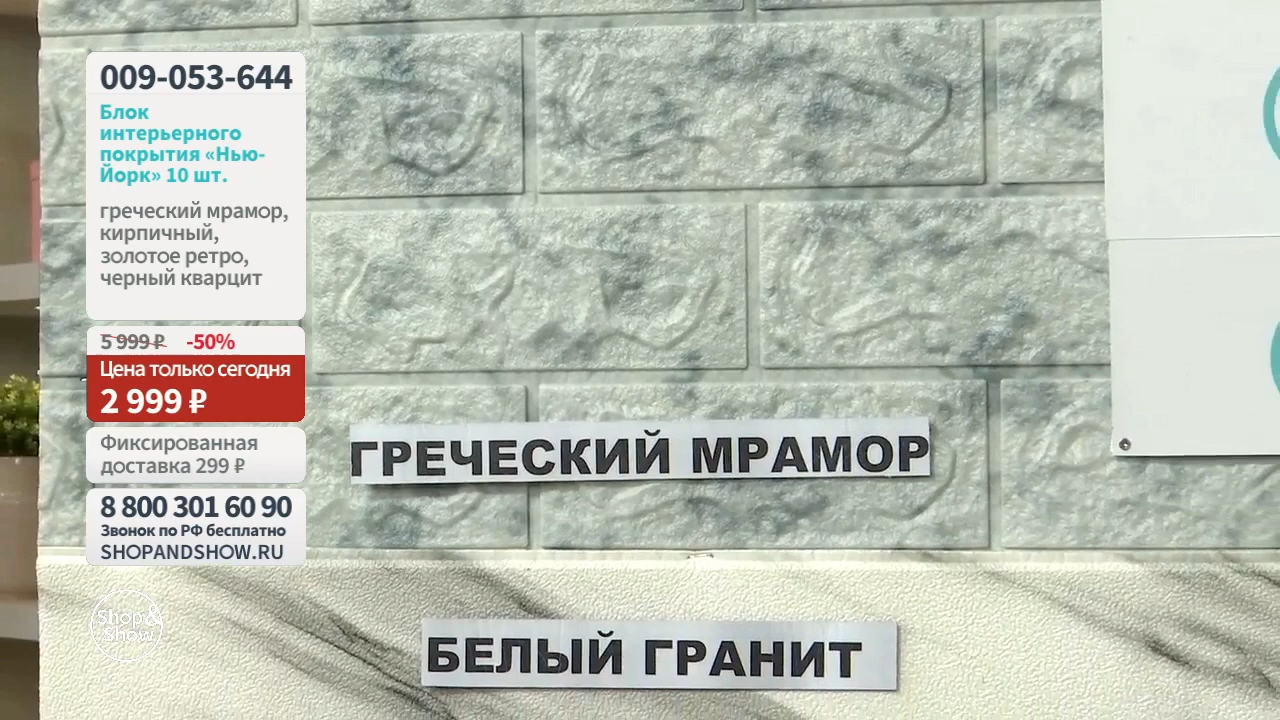 009-053-644
Блок
интерьерного
покрытия «Нью-
Йорк» 10 шт.
греческий мрамор,
кирпичный,
золотое ретро,
черный кварцит
5 999 ₽ -50%
Цена только сегодня
2 999 ₽
Фиксированная
доставка 299 ₽
8 800 301 60 90
Звонок по РФ бесплатно
SHOPANDSHOW.RU
Shop&
Show
ГРЕЧЕСКИЙ МРАМОР
БЕЛЫЙ ГРАНИТ